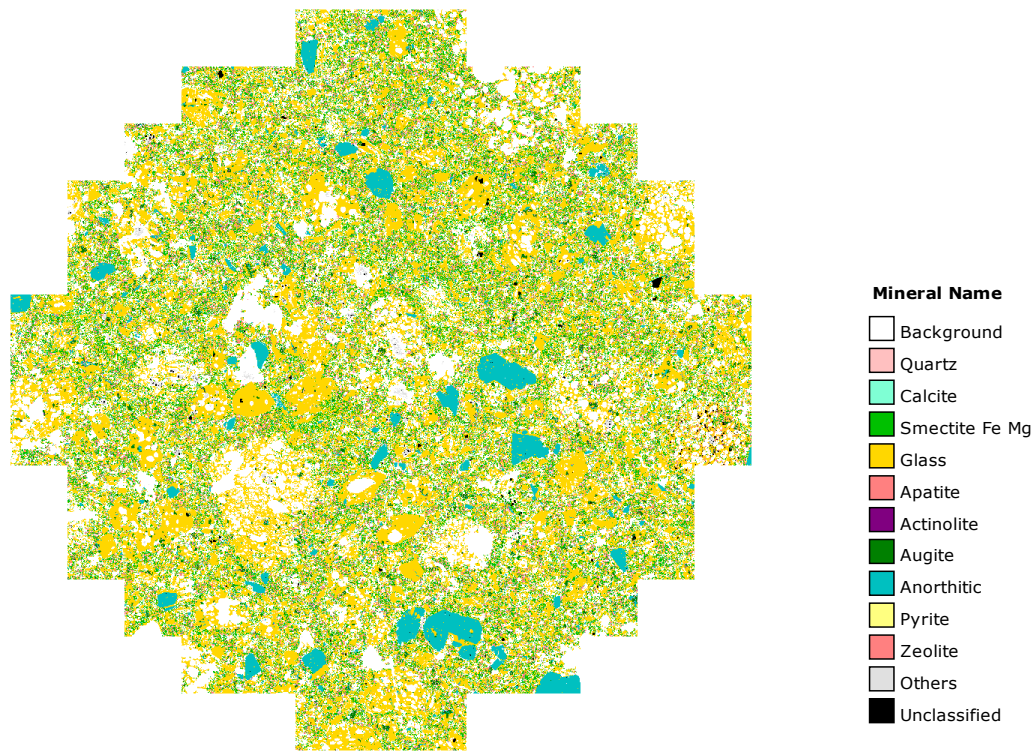 Mineral Name
Background
Quartz
Calcite
Smectite Fe Mg
Glass
Apatite
Actinolite
Augite
Anorthitic
Pyrite
Zeolite
Others
Unclassified